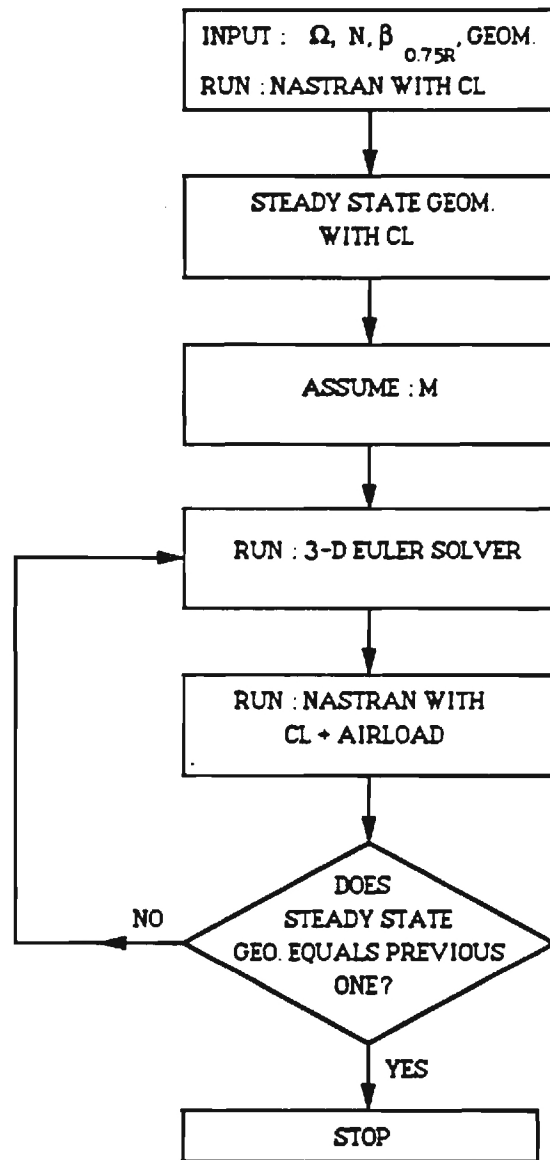 INPUT : Ω, N, β 0.75R, GEOM.
RUN : NASTRAN WITH CL
STEADY STATE GEOM.
WITH CL
ASSUME : M
RUN : 3-D EULER SOLVER
RUN : NASTRAN WITH
CL + AIRLOAD
DOES
STEADY STATE
GEO. EQUALS PREVIOUS
ONE?
NO
YES
STOP